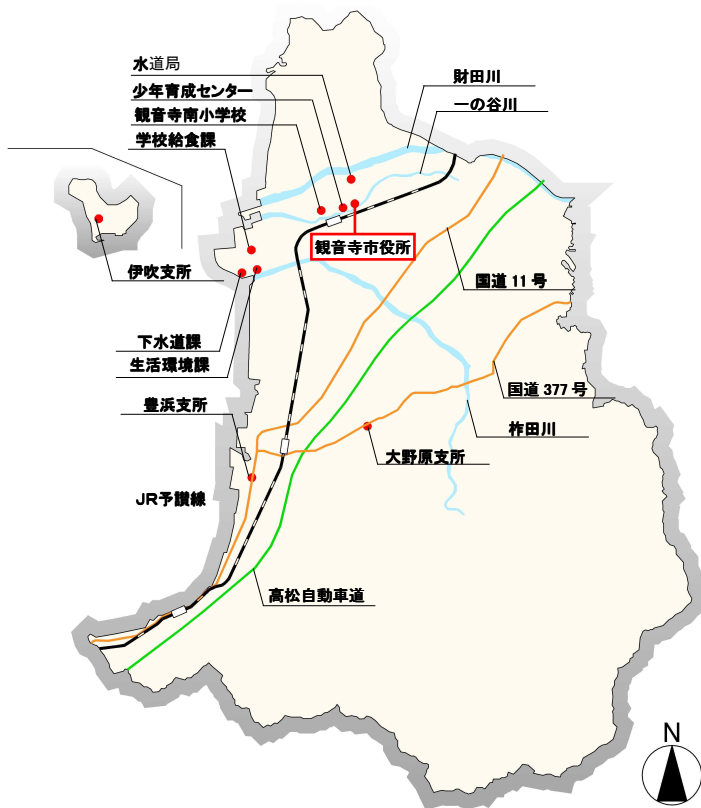 水道局
少年育成センター
観音寺南小学校
学校給食課
財田川
一の谷川
観音寺市役所
伊吹支所
国道 11 号
下水道課
生活環境課
国道 377 号
豊浜支所
柞田川
大野原支所
JR予讃線
高松自動車道
N